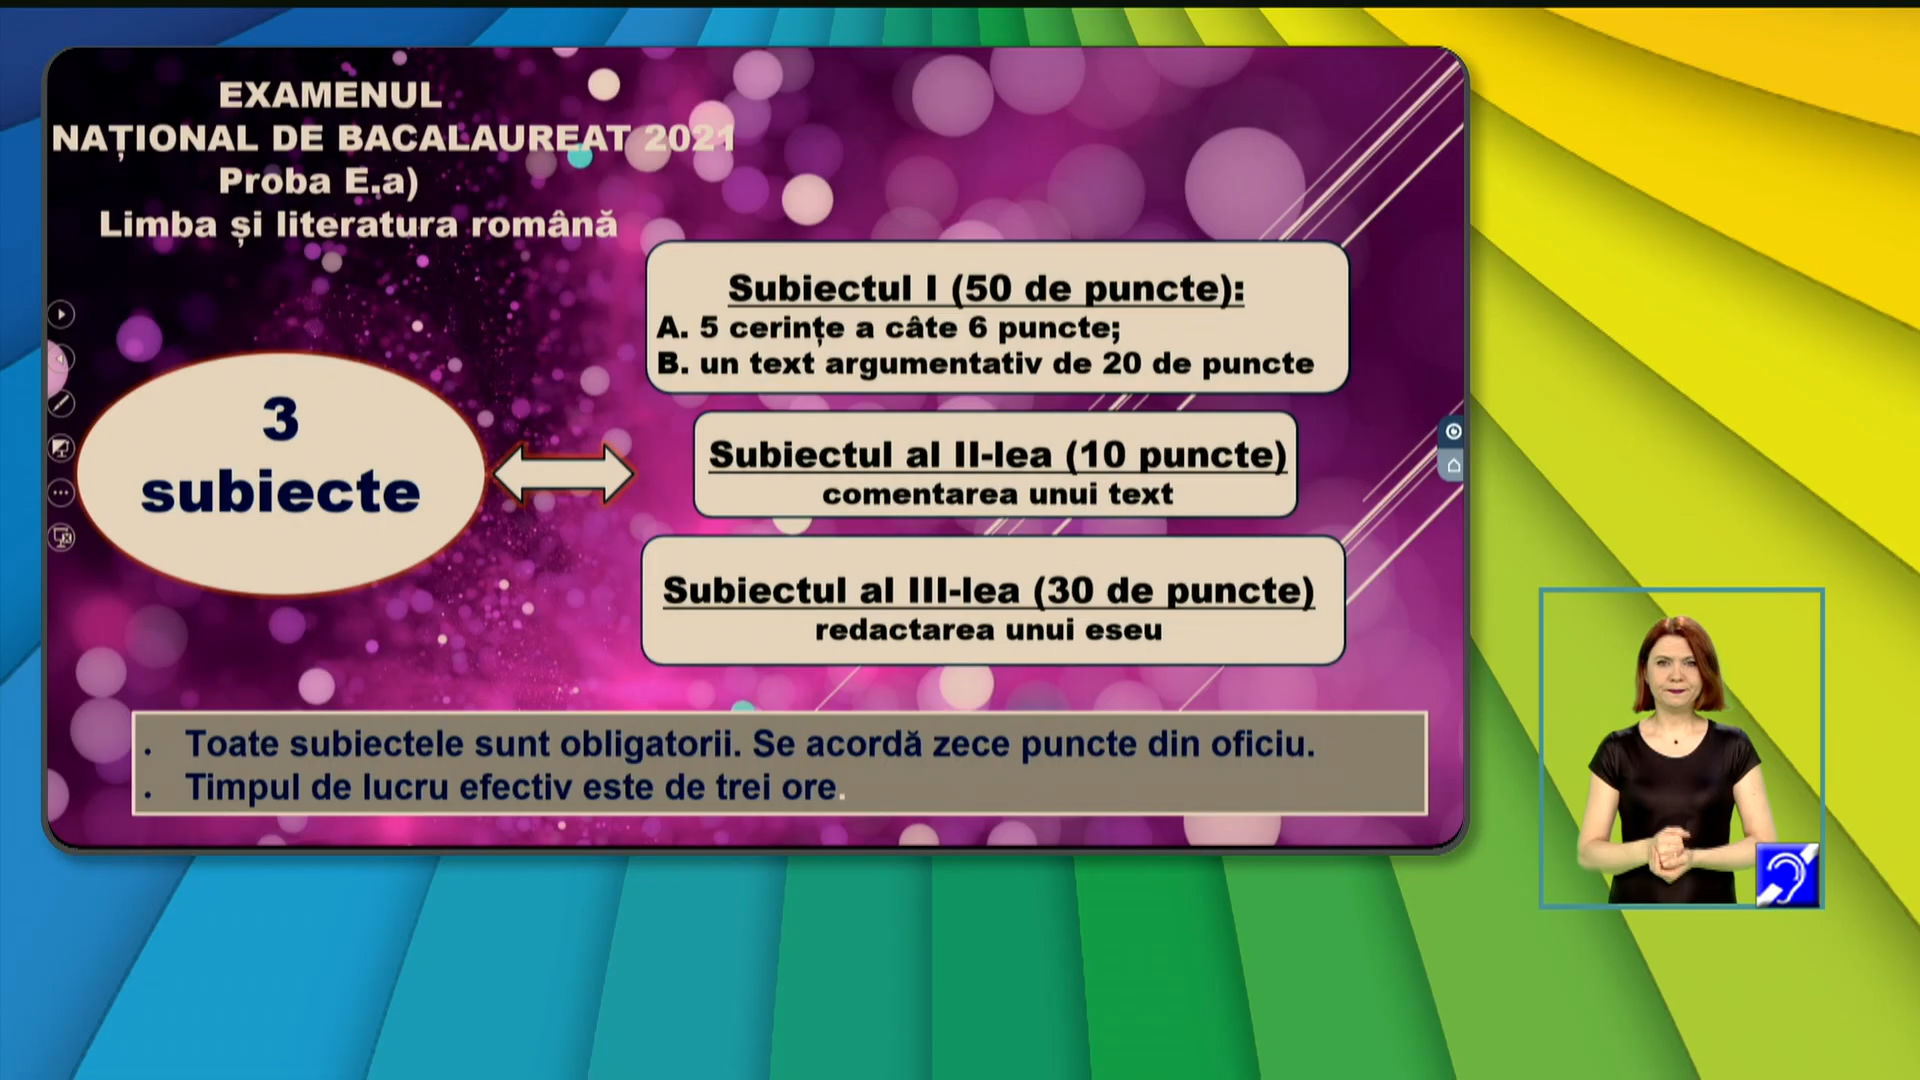 EXAMENUL
NAȚIONAL DE BACALAUREAT 2021
Proba E.a)
Limba și literatura română
3
subiecte
Subiectul I (50 de puncte):
A. 5 cerințe a câte 6 puncte;
B. un text argumentativ de 20 de puncte
Subiectul al II-lea (10 puncte)
comentarea unui text
Subiectul al III-lea (30 de puncte)
redactarea unui eseu
• Toate subiectele sunt obligatorii. Se acordă zece puncte din oficiu.
• Timpul de lucru efectiv este de trei ore.